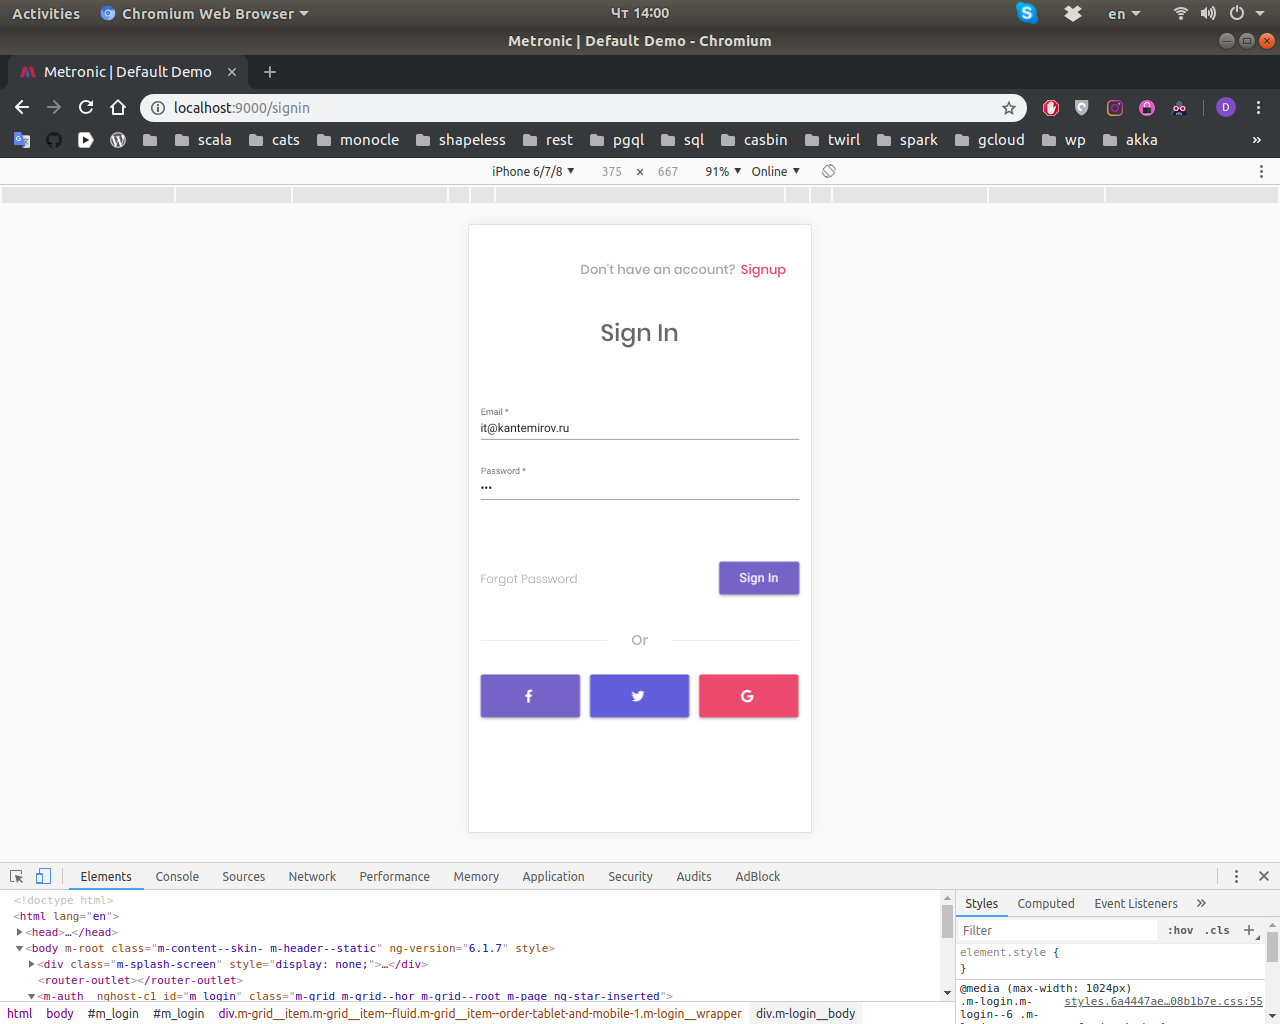 Activities Chromium Web Browser Чт 14:00 en
Metronic | Default Demo - Chromium
Metronic | Default Demo
localhost:9000/signin D
scala cats monocle shapeless rest pgql sql casbin twirl spark gcloud wp akka »
iPhone 6/7/8 375 × 667 91% Online
Don't have an account? Signup
Sign In
Email *
it@kantemirov.ru
Password *
•••
Forgot Password Sign In
Or
Elements Console Sources Network Performance Memory Application Security Audits AdBlock
<!doctype html>
<html lang="en">
<head>…</head>
<body m-root class="m-content--skin- m-header--static" ng-version="6.1.7" style>
<div class="m-splash-screen" style="display: none;">…</div>
<router-outlet></router-outlet>
<m-auth _nghost-c1 id="m_login" class="m-grid m-grid--hor m-grid--root m-page ng-star-inserted">
html body #m_login #m_login div.m-grid__item.m-grid__item--fluid.m-grid__item--order-tablet-and-mobile-1.m-login__wrapper div.m-login__body
Styles Computed Event Listeners »
Filter :hov .cls +
element.style {
}
@media (max-width: 1024px)
.m-login.m- styles.6a4447ae…08b1b7e.css:55
login--6 .m-